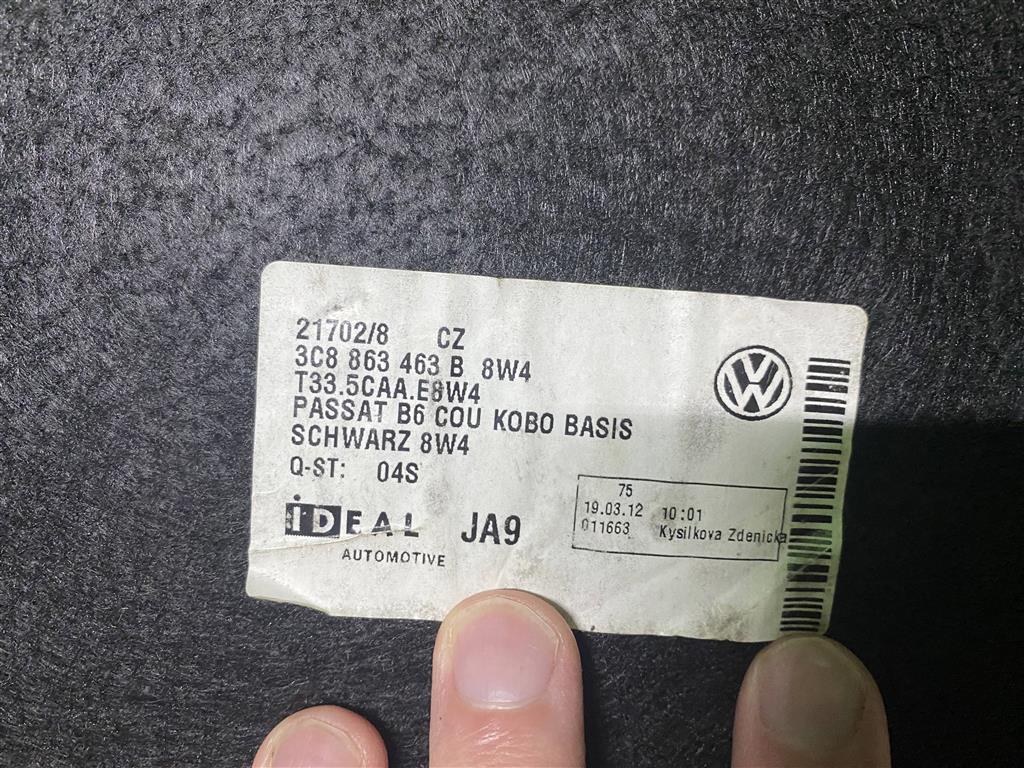 21702/8 CZ
3C8 863 463 B 8W4
T33.5CAA.E8W4
PASSAT B6 COU KOBO BASIS
SCHWARZ 8W4
Q-ST: 04S
75
19.03.12 10:01
011663 Kysilkova Zdenicka
iDEAL JA9
AUTOMOTIVE
VW